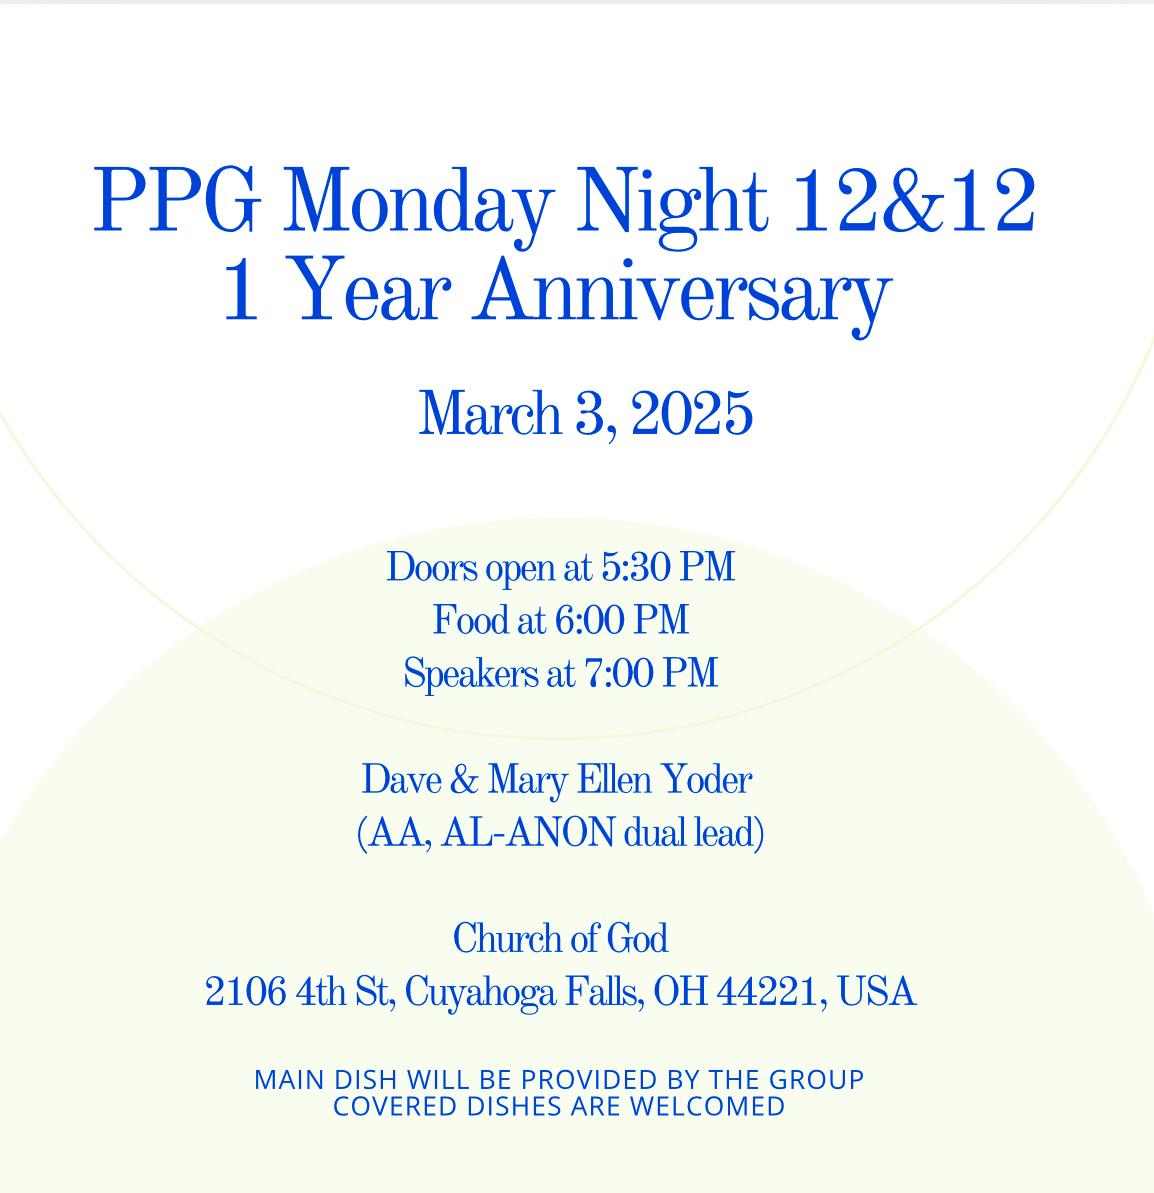 PPG Monday Night 12&12
1 Year Anniversary
March 3, 2025
Doors open at 5:30 PM
Food at 6:00 PM
Speakers at 7:00 PM
Dave & Mary Ellen Yoder
(AA, AL-ANON dual lead)
Church of God
2106 4th St, Cuyahoga Falls, OH 44221, USA
MAIN DISH WILL BE PROVIDED BY THE GROUP
COVERED DISHES ARE WELCOMED